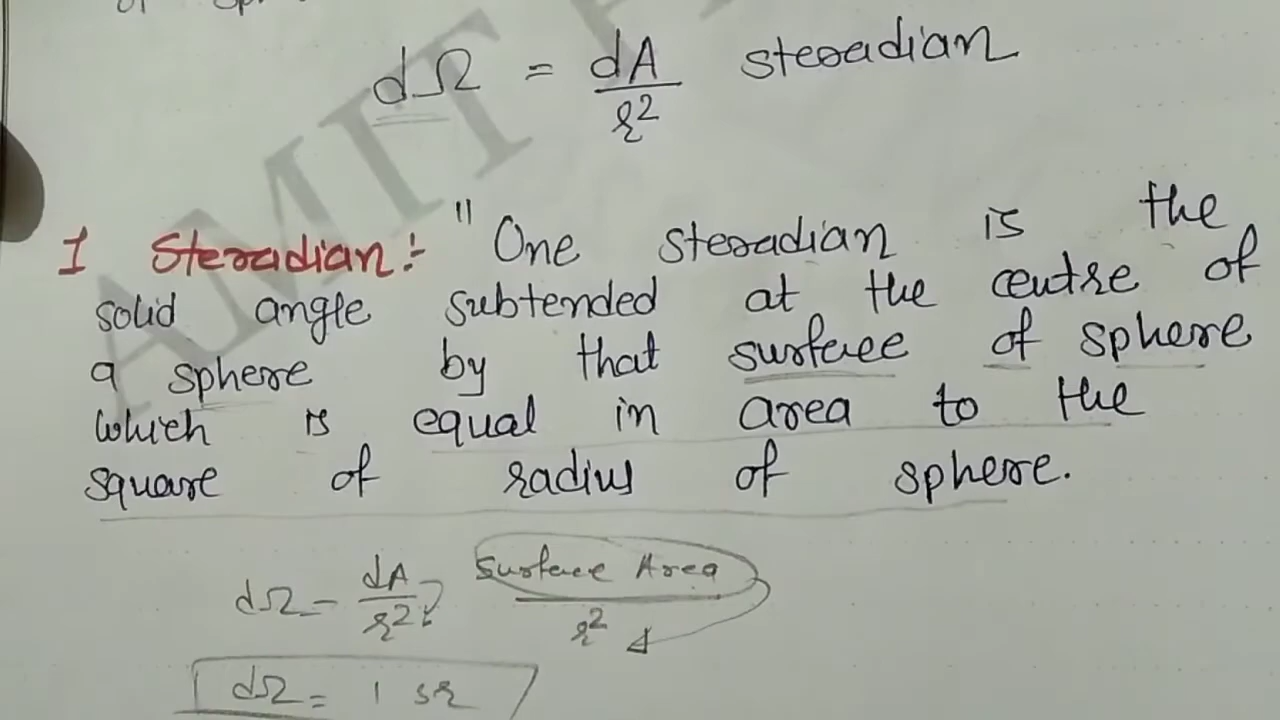 of
dΩ = dA/r² steradian
1 Steradian:- "One steradian is the
solid angle subtended at the centre of
a sphere by that surface of sphere
which is equal in area to the
square of radius of sphere.
dΩ = dA/r² Surface Area/r²
dΩ = 1 sr
AMIT